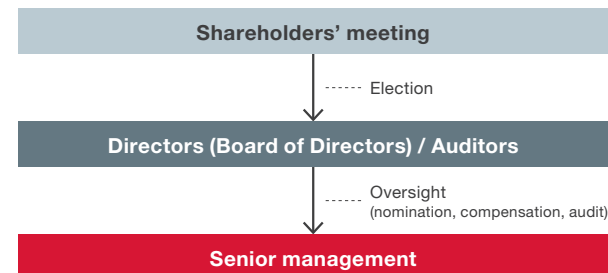 Shareholders’ meeting
Election
Directors (Board of Directors) / Auditors
Oversight
(nomination, compensation, audit)
Senior management